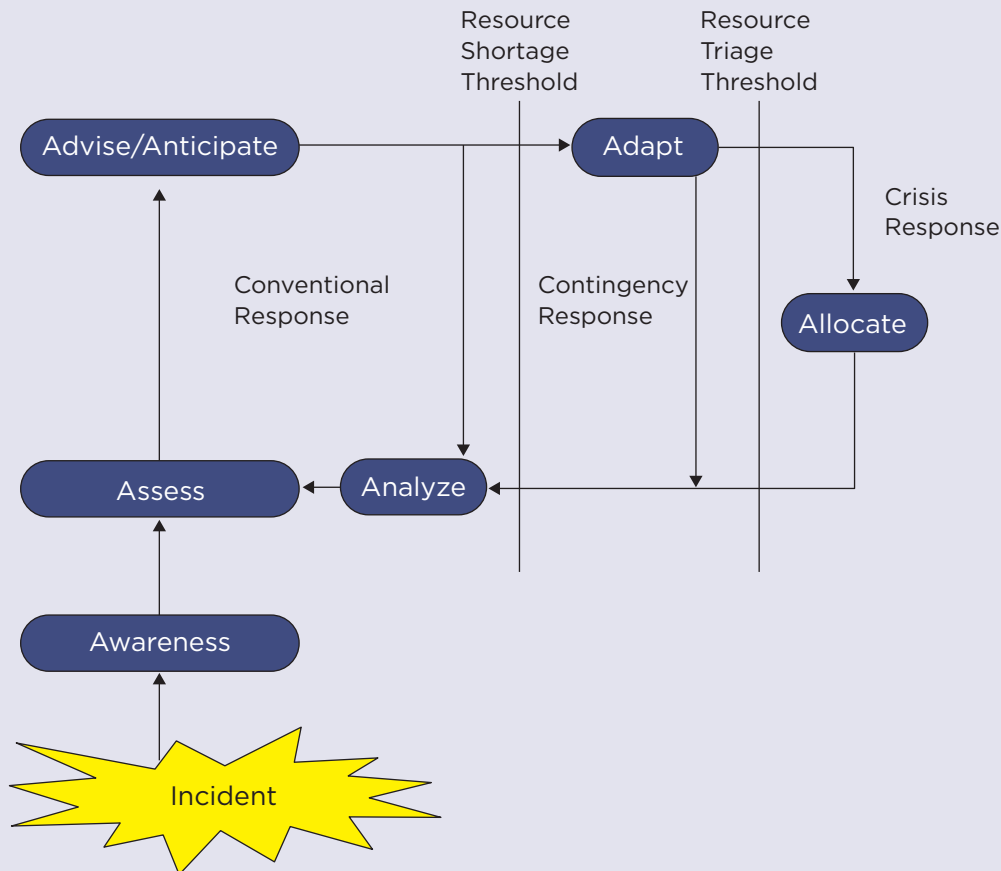 Resource
Shortage
Threshold
Resource
Triage
Threshold
Advise/Anticipate
Adapt
Crisis
Response
Conventional
Response
Contingency
Response
Allocate
Assess
Analyze
Awareness
Incident